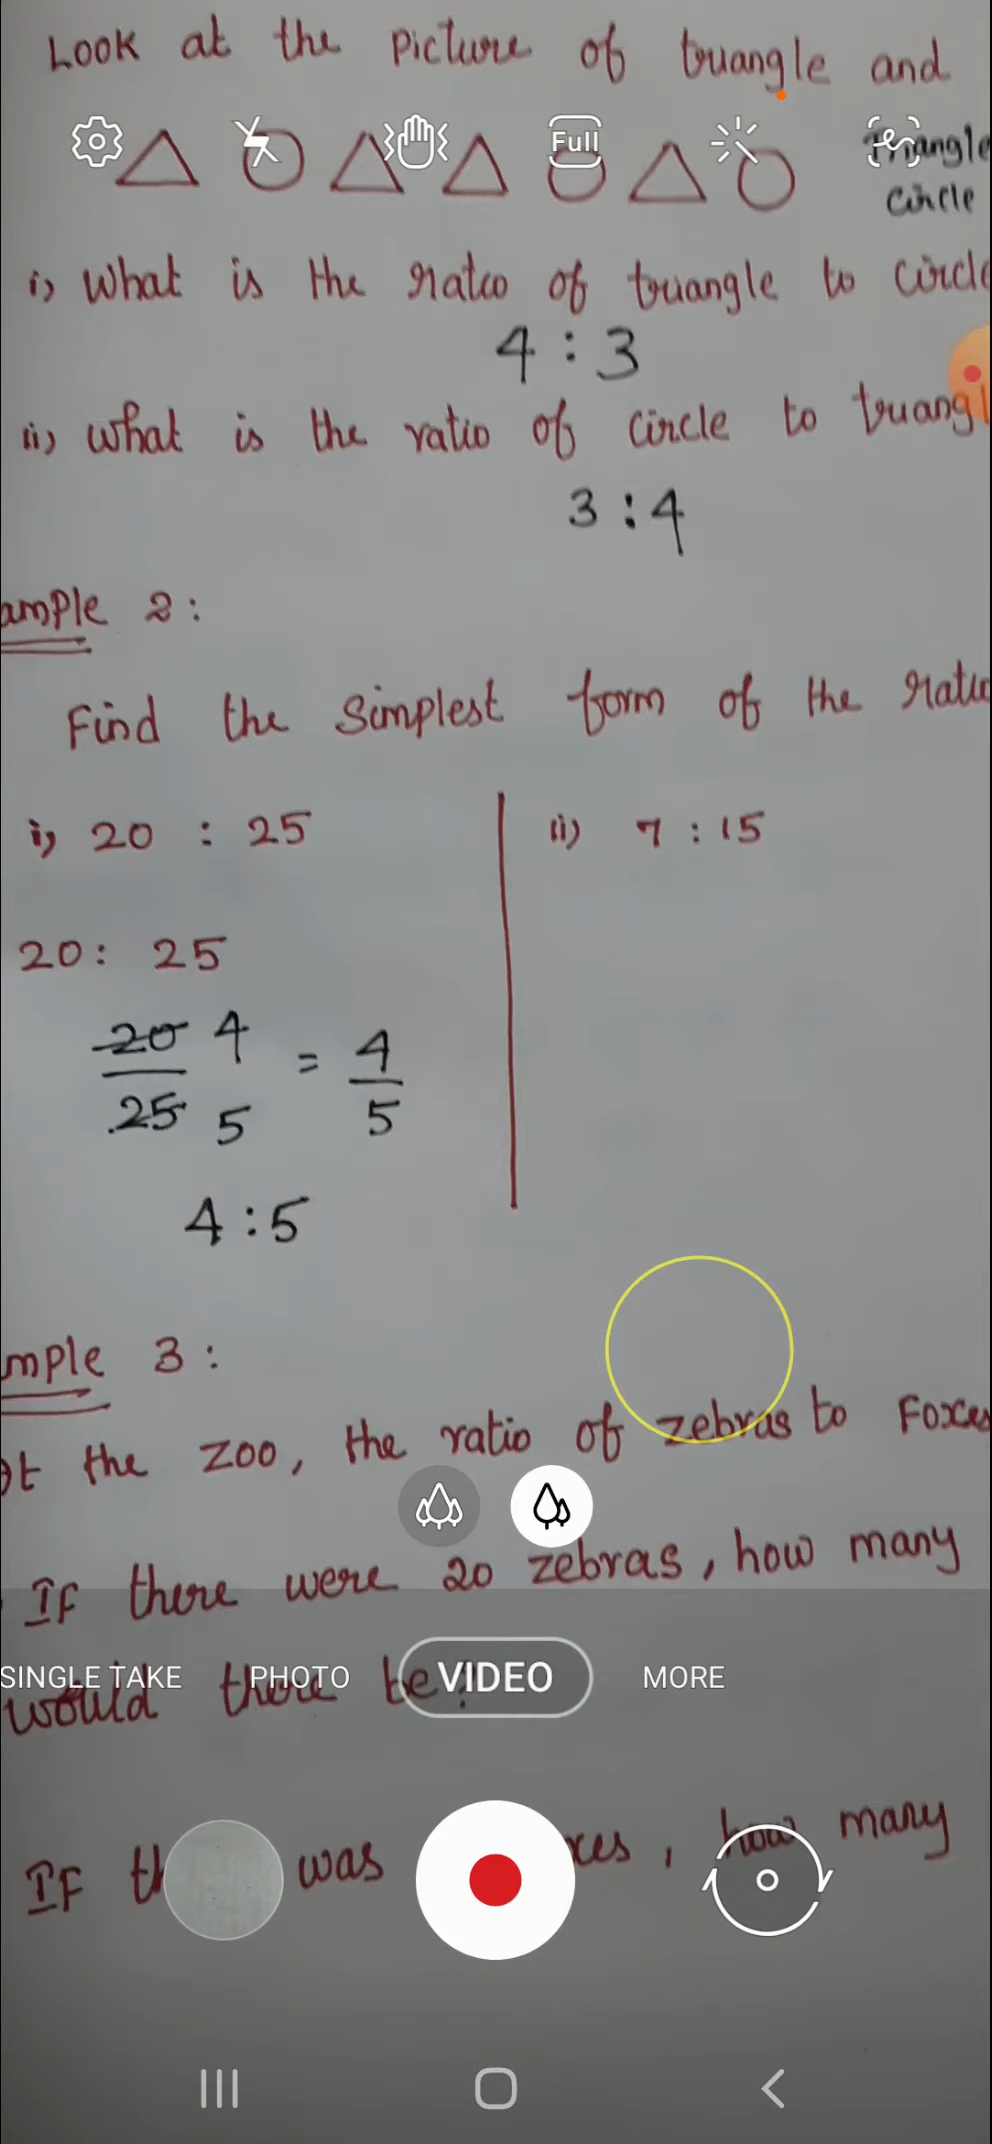 Look at the picture of triangle and
Full
Triangle
circle
i) What is the ratio of triangle to circle
4 : 3
ii) what is the ratio of circle to triangl
3 : 4
ample 2 :
Find the Simplest form of the ratio
i) 20 : 25
(ii) 7 : 15
20 : 25
20 4 = 4
25 5 5
4 : 5
mple 3 :
At the zoo, the ratio of zebras to Foxes
If there were 20 zebras, how many
SINGLE TAKE PHOTO VIDEO MORE
would there be?
If was , how many